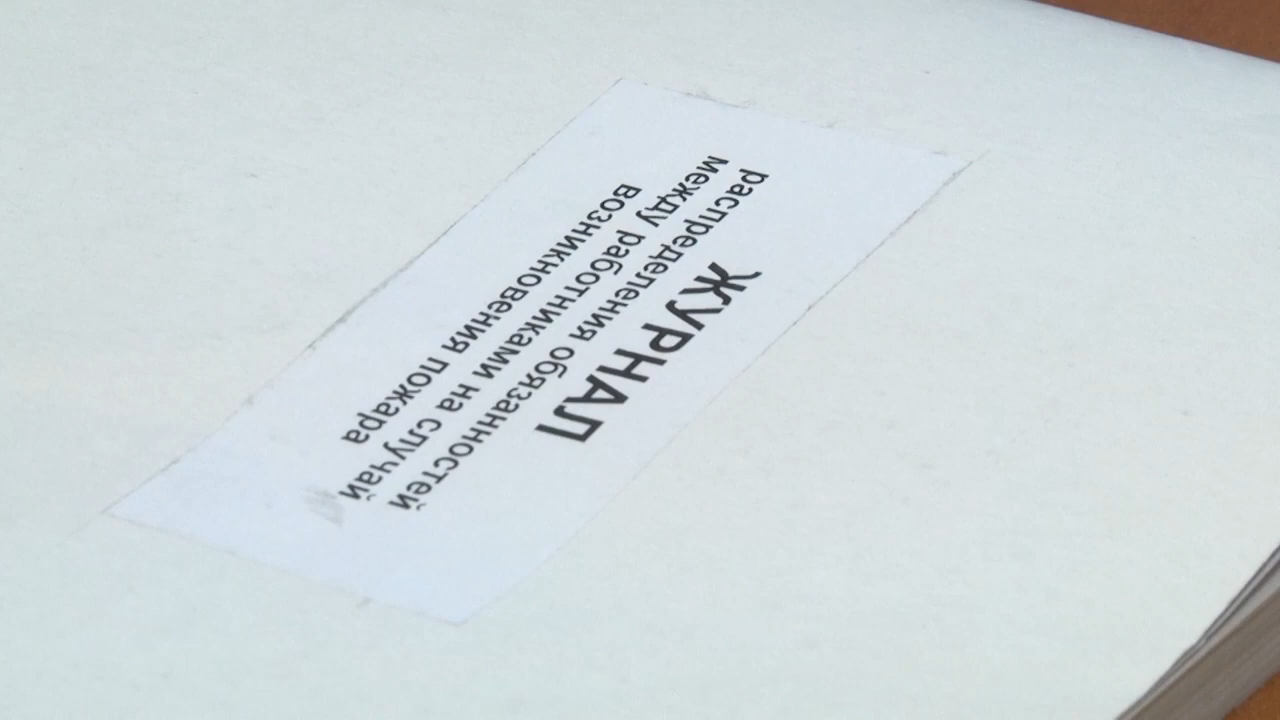 ЖУРНАЛ
распределения обязанностей
между работниками на случай
возникновения пожара